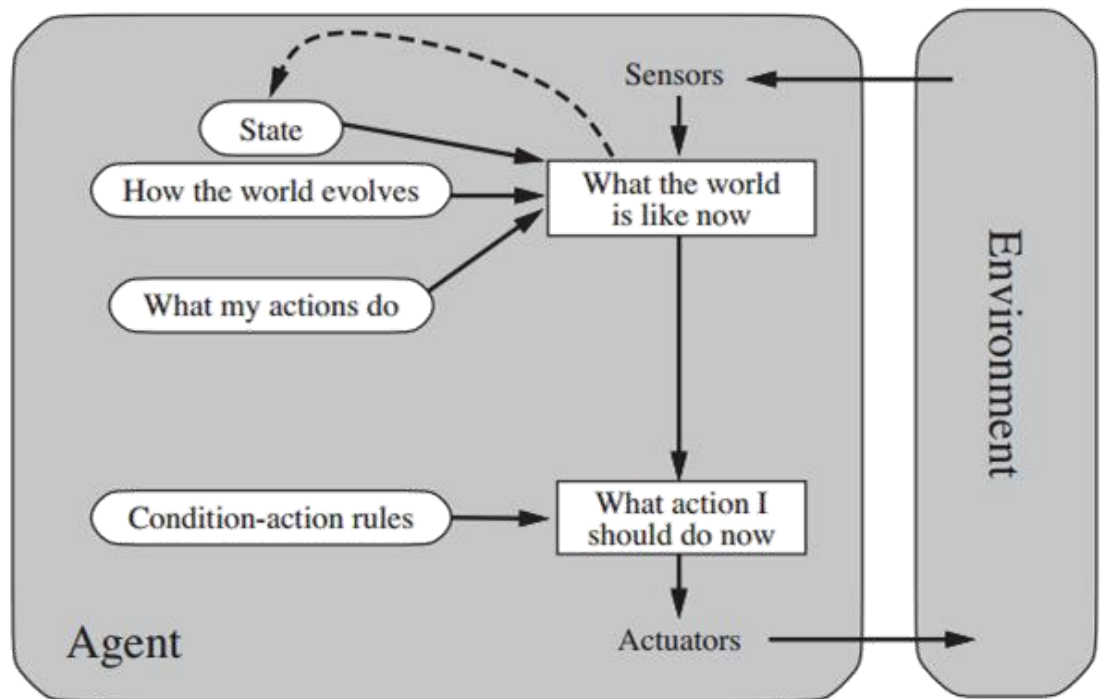 Sensors
State
What the world
is like now
How the world evolves
What my actions do
Environment
Condition-action rules
What action I
should do now
Agent
Actuators